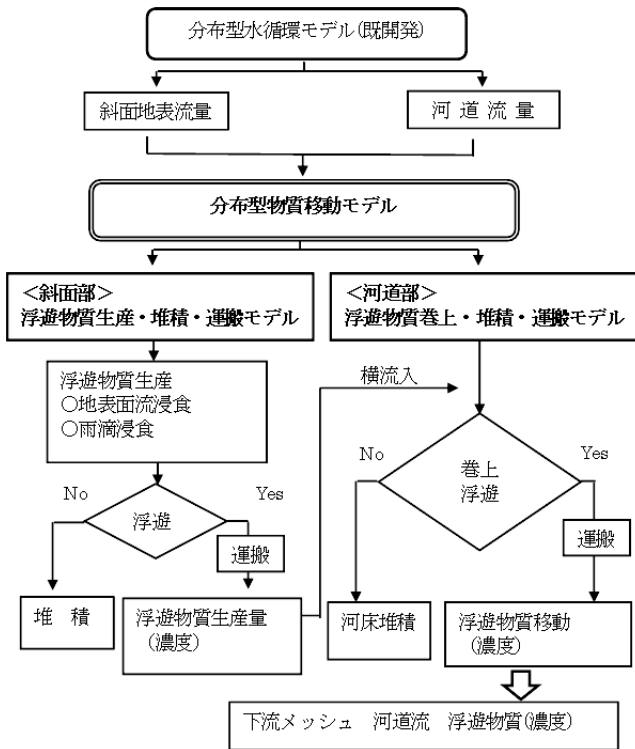 分布型水循環モデル(既開発)
斜面地表流量
河 道 流 量
分布型物質移動モデル
＜斜面部＞
浮遊物質生産・堆積・運搬モデル
＜河道部＞
浮遊物質巻上・堆積・運搬モデル
浮遊物質生産
○地表面流浸食
○雨滴浸食
横流入
No
浮遊
Yes
運搬
No
巻上
浮遊
Yes
運搬
堆　積
浮遊物質生産量
(濃度)
河床堆積
浮遊物質移動
(濃度)
下流メッシュ　河道流　浮遊物質(濃度)